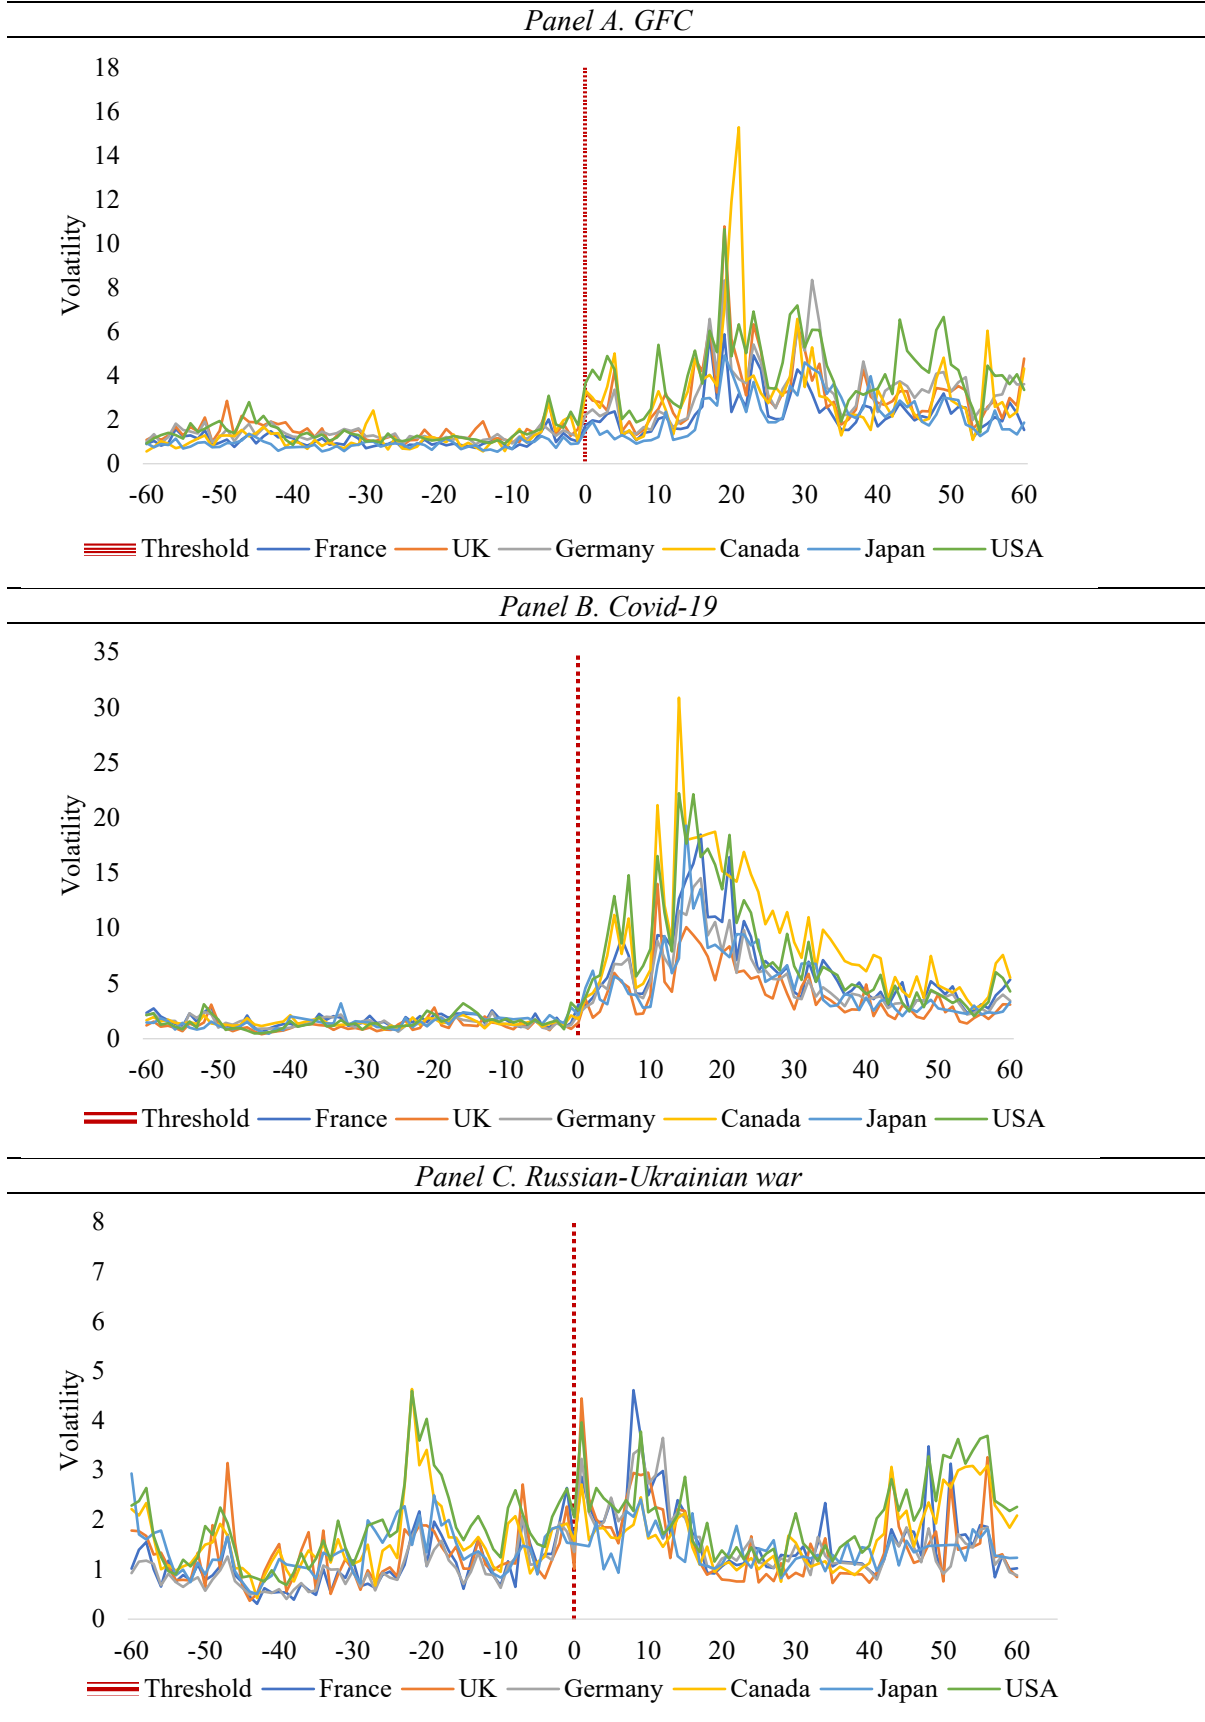 Panel A. GFC
18
16
14
12
10
8
6
4
2
0
Volatility
-60 -50 -40 -30 -20 -10 0 10 20 30 40 50 60
Threshold France UK Germany Canada Japan USA
Panel B. Covid-19
35
30
25
20
15
10
5
0
Volatility
-60 -50 -40 -30 -20 -10 0 10 20 30 40 50 60
Threshold France UK Germany Canada Japan USA
Panel C. Russian-Ukrainian war
8
7
6
5
4
3
2
1
0
Volatility
-60 -50 -40 -30 -20 -10 0 10 20 30 40 50 60
Threshold France UK Germany Canada Japan USA